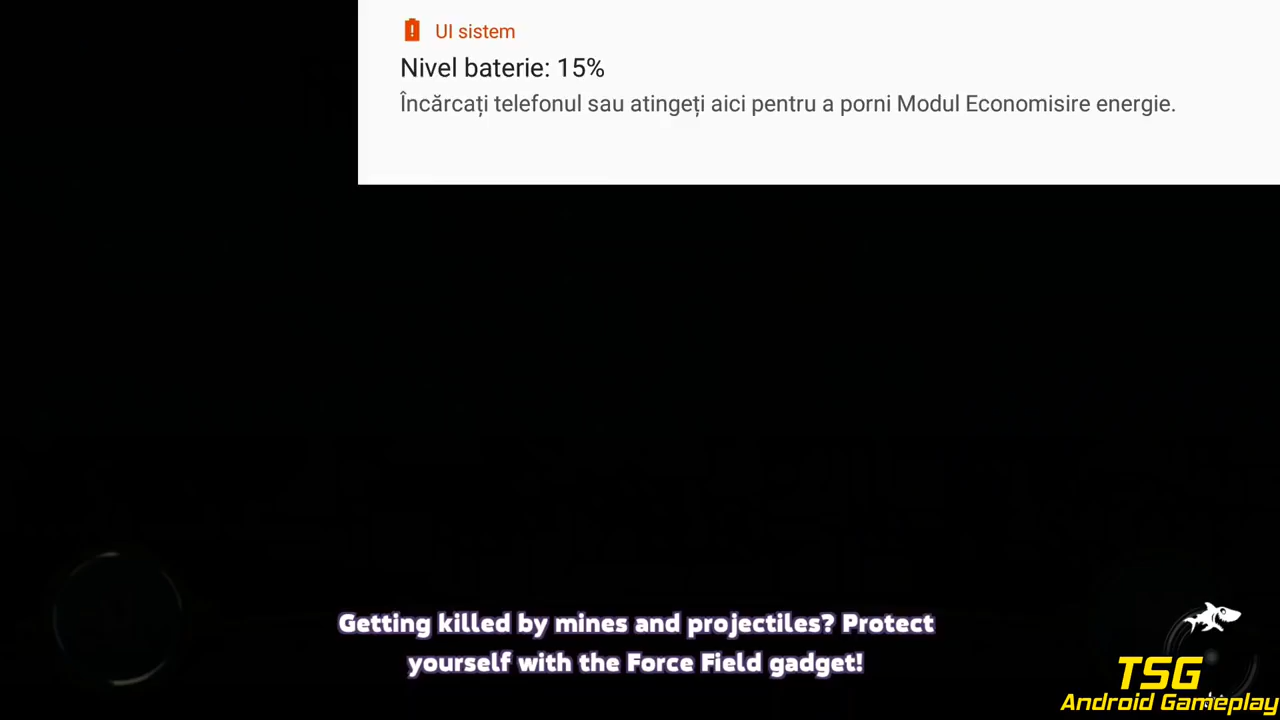 UI sistem
Nivel baterie: 15%
Încărcați telefonul sau atingeți aici pentru a porni Modul Economisire energie.
Getting killed by mines and projectiles? Protect
yourself with the Force Field gadget!
TSG
Android Gameplay